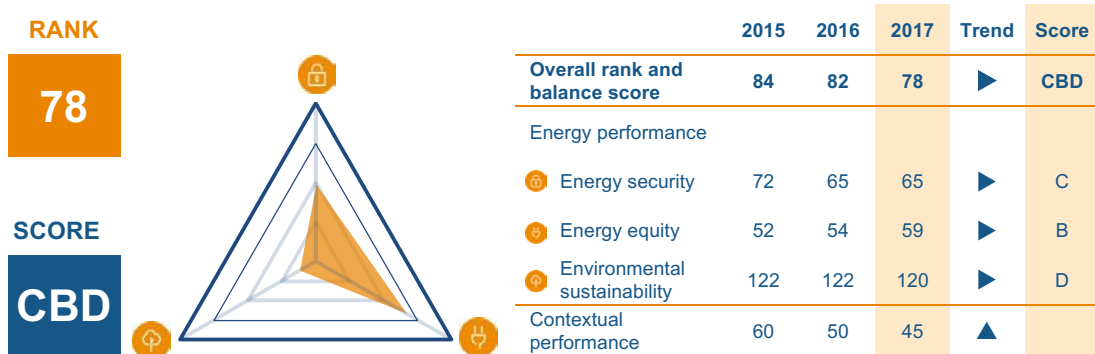 RANK
78
SCORE
CBD
2015 2016 2017 Trend Score
Overall rank and
balance score 84 82 78 CBD
Energy performance
Energy security 72 65 65 C
Energy equity 52 54 59 B
Environmental
sustainability 122 122 120 D
Contextual
performance 60 50 45